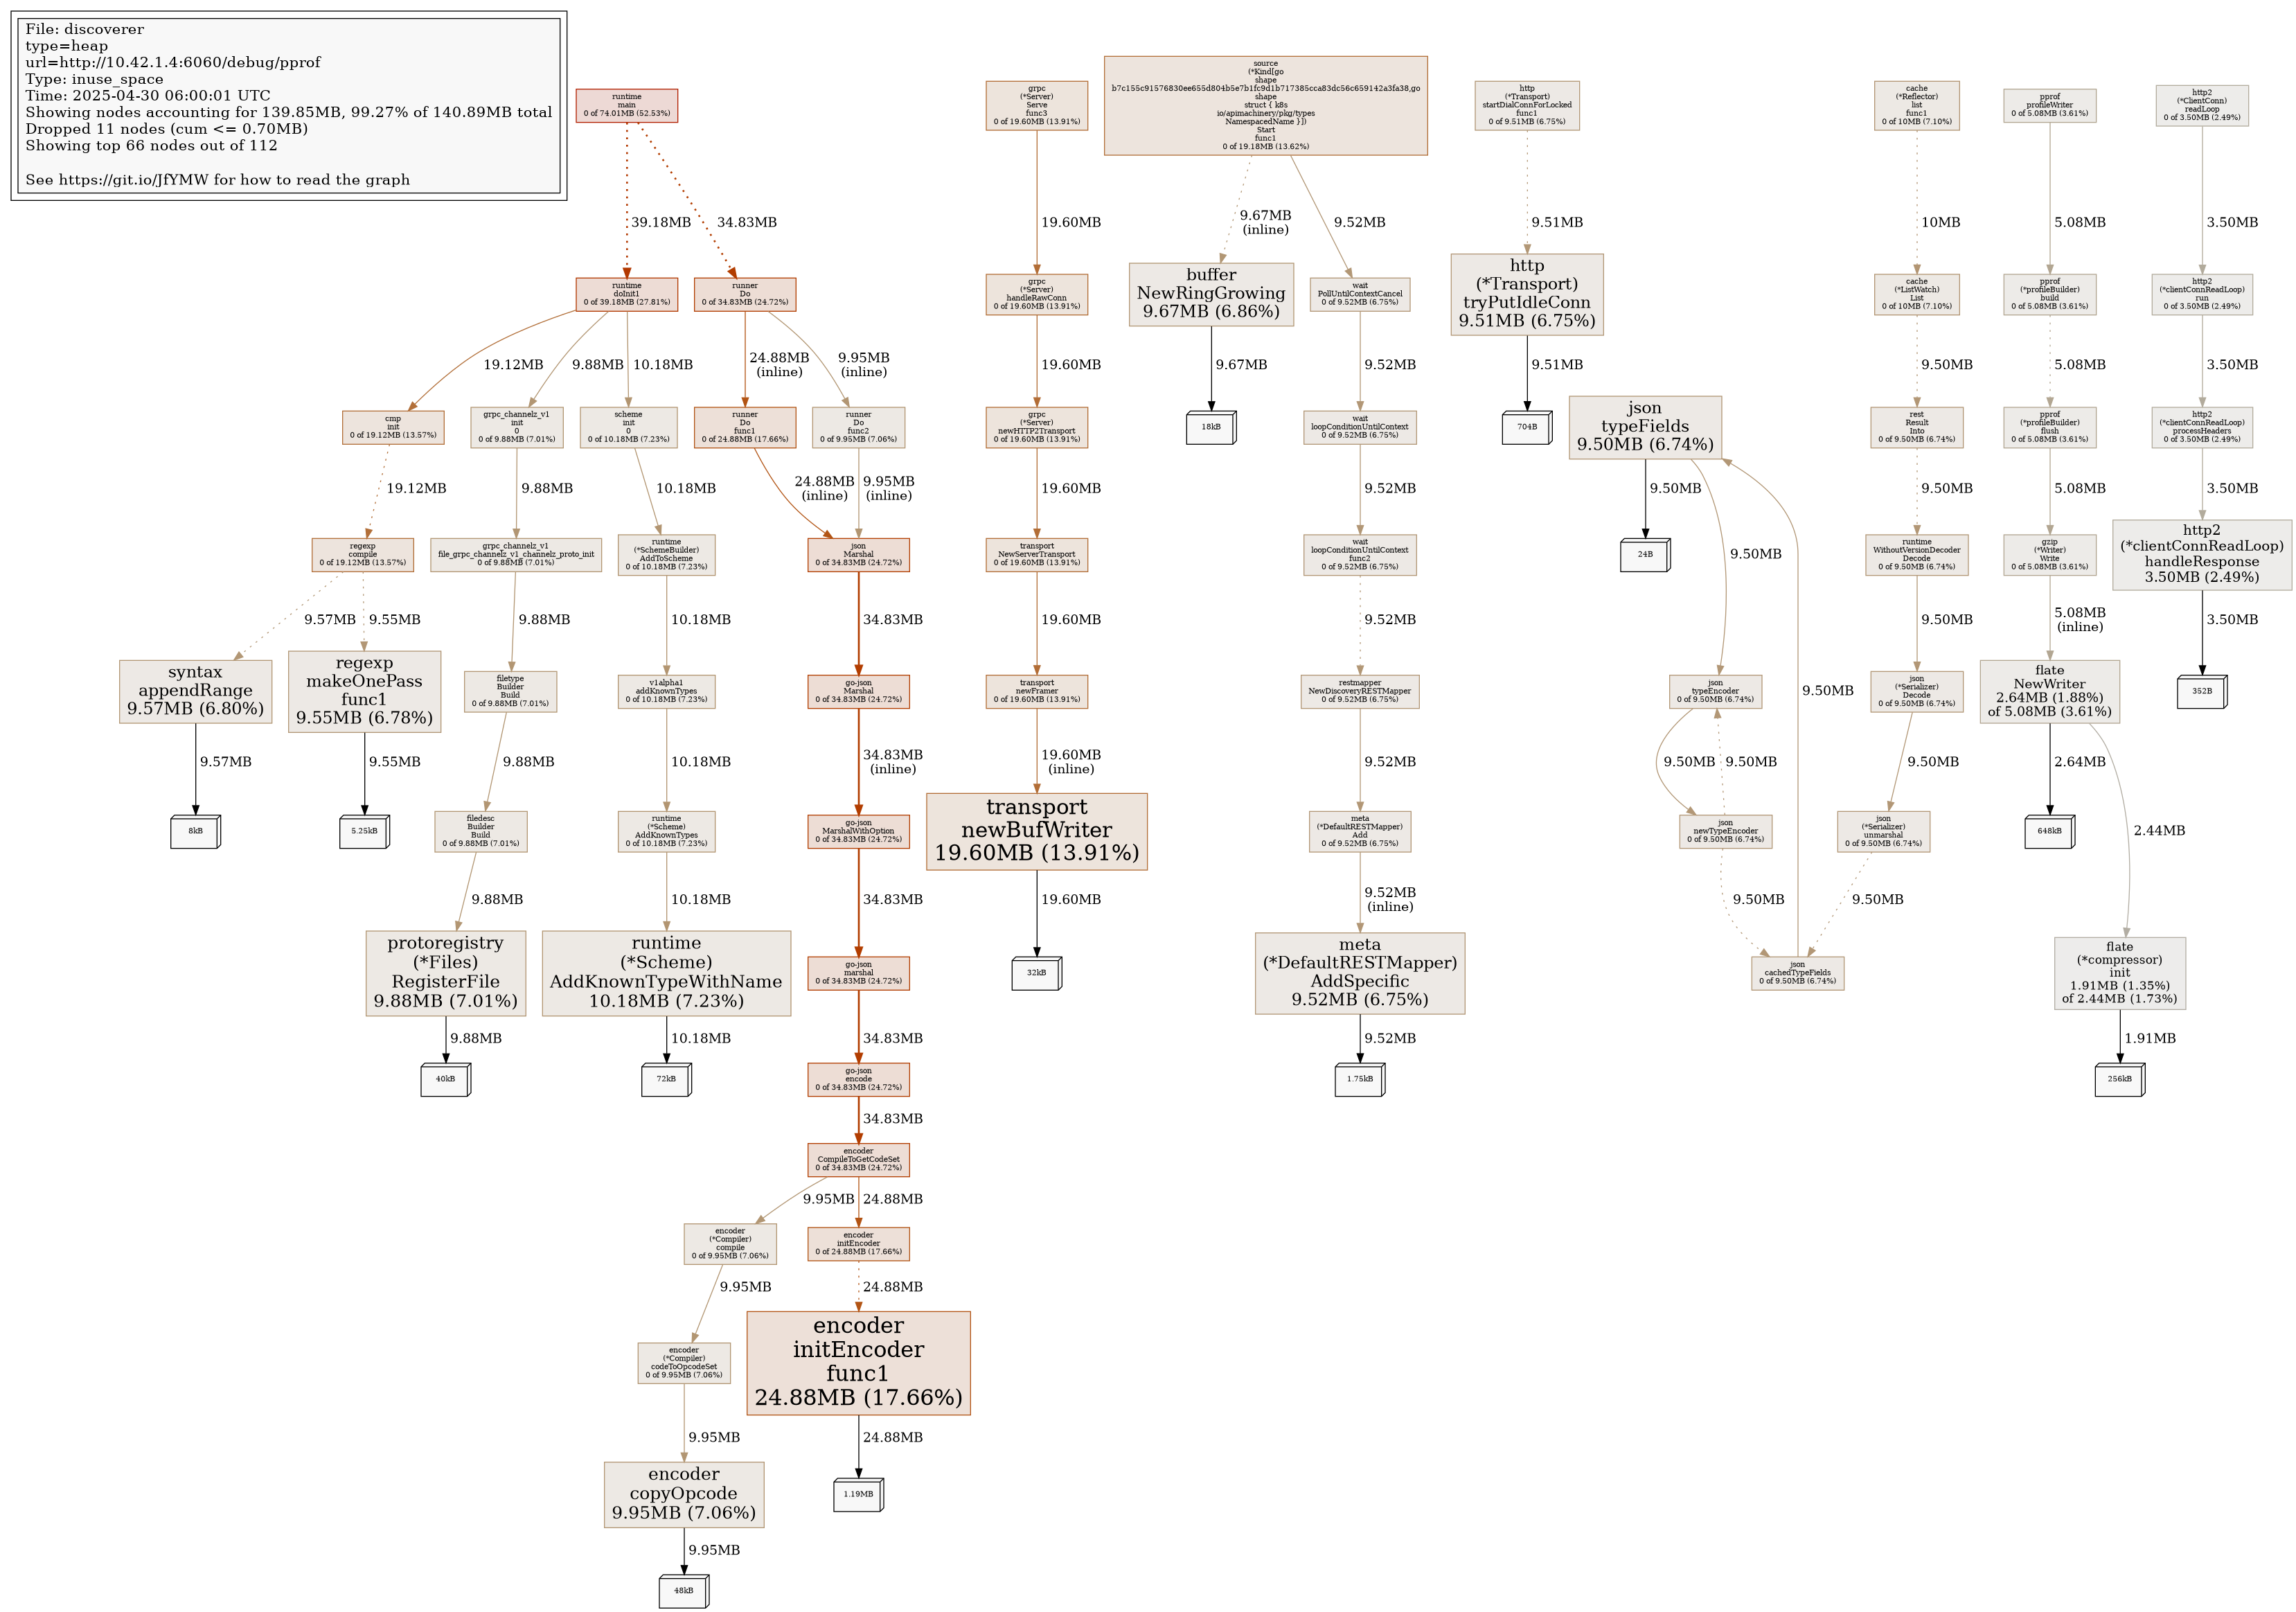 File: discoverer
type=heap
url=http://10.42.1.4:6060/debug/pprof
Type: inuse_space
Time: 2025-04-30 06:00:01 UTC
Showing nodes accounting for 139.85MB, 99.27% of 140.89MB total
Dropped 11 nodes (cum <= 0.70MB)
Showing top 66 nodes out of 112
See https://git.io/JfYMW for how to read the graph
runtime
main
0 of 74.01MB (52.53%)
39.18MB
34.83MB
runtime
doInit1
0 of 39.18MB (27.81%)
runner
Do
0 of 34.83MB (24.72%)
19.12MB
9.88MB
10.18MB
24.88MB
(inline)
9.95MB
(inline)
cmp
init
0 of 19.12MB (13.57%)
grpc_channelz_v1
init
0
0 of 9.88MB (7.01%)
scheme
init
0
0 of 10.18MB (7.23%)
runner
Do
func1
0 of 24.88MB (17.66%)
runner
Do
func2
0 of 9.95MB (7.06%)
19.12MB
9.88MB
10.18MB
24.88MB
(inline)
9.95MB
(inline)
regexp
compile
0 of 19.12MB (13.57%)
grpc_channelz_v1
file_grpc_channelz_v1_channelz_proto_init
0 of 9.88MB (7.01%)
runtime
(*SchemeBuilder)
AddToScheme
0 of 10.18MB (7.23%)
json
Marshal
0 of 34.83MB (24.72%)
9.57MB
9.55MB
9.88MB
10.18MB
34.83MB
syntax
appendRange
9.57MB (6.80%)
regexp
makeOnePass
func1
9.55MB (6.78%)
filetype
Builder
Build
0 of 9.88MB (7.01%)
v1alpha1
addKnownTypes
0 of 10.18MB (7.23%)
go-json
Marshal
0 of 34.83MB (24.72%)
9.57MB
9.55MB
9.88MB
10.18MB
34.83MB
(inline)
8kB
5.25kB
filedesc
Builder
Build
0 of 9.88MB (7.01%)
runtime
(*Scheme)
AddKnownTypes
0 of 10.18MB (7.23%)
go-json
MarshalWithOption
0 of 34.83MB (24.72%)
9.88MB
10.18MB
34.83MB
protoregistry
(*Files)
RegisterFile
9.88MB (7.01%)
runtime
(*Scheme)
AddKnownTypeWithName
10.18MB (7.23%)
go-json
marshal
0 of 34.83MB (24.72%)
9.88MB
10.18MB
34.83MB
40kB
72kB
go-json
encode
0 of 34.83MB (24.72%)
34.83MB
encoder
CompileToGetCodeSet
0 of 34.83MB (24.72%)
9.95MB
24.88MB
encoder
(*Compiler)
compile
0 of 9.95MB (7.06%)
encoder
initEncoder
0 of 24.88MB (17.66%)
9.95MB
24.88MB
encoder
(*Compiler)
codeToOpcodeSet
0 of 9.95MB (7.06%)
encoder
initEncoder
func1
24.88MB (17.66%)
9.95MB
24.88MB
encoder
copyOpcode
9.95MB (7.06%)
1.19MB
9.95MB
48kB
grpc
(*Server)
Serve
func3
0 of 19.60MB (13.91%)
19.60MB
grpc
(*Server)
handleRawConn
0 of 19.60MB (13.91%)
19.60MB
grpc
(*Server)
newHTTP2Transport
0 of 19.60MB (13.91%)
19.60MB
transport
NewServerTransport
0 of 19.60MB (13.91%)
19.60MB
transport
newFramer
0 of 19.60MB (13.91%)
19.60MB
(inline)
transport
newBufWriter
19.60MB (13.91%)
19.60MB
32kB
source
(*Kind[go
shape
b7c155c91576830ee655d804b5e7b1fc9d1b717385cca83dc56c659142a3fa38,go
shape
struct { k8s
io/apimachinery/pkg/types
NamespacedName }])
Start
func1
0 of 19.18MB (13.62%)
9.67MB
(inline)
9.52MB
buffer
NewRingGrowing
9.67MB (6.86%)
wait
PollUntilContextCancel
0 of 9.52MB (6.75%)
9.67MB
9.52MB
18kB
wait
loopConditionUntilContext
0 of 9.52MB (6.75%)
9.52MB
wait
loopConditionUntilContext
func2
0 of 9.52MB (6.75%)
9.52MB
restmapper
NewDiscoveryRESTMapper
0 of 9.52MB (6.75%)
9.52MB
meta
(*DefaultRESTMapper)
Add
0 of 9.52MB (6.75%)
9.52MB
(inline)
meta
(*DefaultRESTMapper)
AddSpecific
9.52MB (6.75%)
9.52MB
1.75kB
http
(*Transport)
startDialConnForLocked
func1
0 of 9.51MB (6.75%)
9.51MB
http
(*Transport)
tryPutIdleConn
9.51MB (6.75%)
9.51MB
704B
json
typeFields
9.50MB (6.74%)
9.50MB
9.50MB
24B
json
typeEncoder
0 of 9.50MB (6.74%)
9.50MB
9.50MB
9.50MB
json
newTypeEncoder
0 of 9.50MB (6.74%)
9.50MB
json
cachedTypeFields
0 of 9.50MB (6.74%)
cache
(*Reflector)
list
func1
0 of 10MB (7.10%)
10MB
cache
(*ListWatch)
List
0 of 10MB (7.10%)
9.50MB
rest
Result
Into
0 of 9.50MB (6.74%)
9.50MB
runtime
WithoutVersionDecoder
Decode
0 of 9.50MB (6.74%)
9.50MB
json
(*Serializer)
Decode
0 of 9.50MB (6.74%)
9.50MB
json
(*Serializer)
unmarshal
0 of 9.50MB (6.74%)
9.50MB
pprof
profileWriter
0 of 5.08MB (3.61%)
5.08MB
pprof
(*profileBuilder)
build
0 of 5.08MB (3.61%)
5.08MB
pprof
(*profileBuilder)
flush
0 of 5.08MB (3.61%)
5.08MB
gzip
(*Writer)
Write
0 of 5.08MB (3.61%)
5.08MB
(inline)
flate
NewWriter
2.64MB (1.88%)
of 5.08MB (3.61%)
2.64MB
2.44MB
648kB
flate
(*compressor)
init
1.91MB (1.35%)
of 2.44MB (1.73%)
1.91MB
256kB
http2
(*ClientConn)
readLoop
0 of 3.50MB (2.49%)
3.50MB
http2
(*clientConnReadLoop)
run
0 of 3.50MB (2.49%)
3.50MB
http2
(*clientConnReadLoop)
processHeaders
0 of 3.50MB (2.49%)
3.50MB
http2
(*clientConnReadLoop)
handleResponse
3.50MB (2.49%)
3.50MB
352B